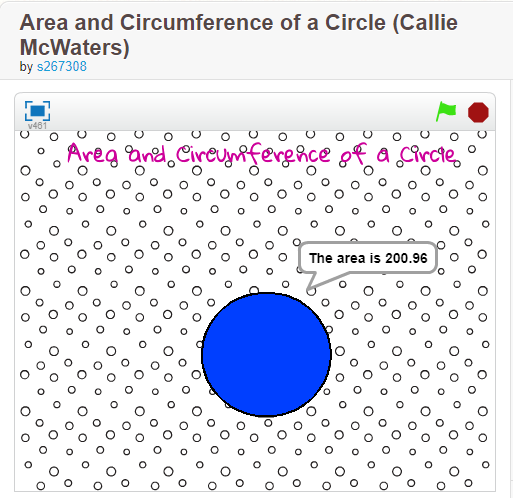 Area and Circumference of a Circle (Callie
McWaters)
by s267308
v461
Area and Circumference of a Circle
The area is 200.96